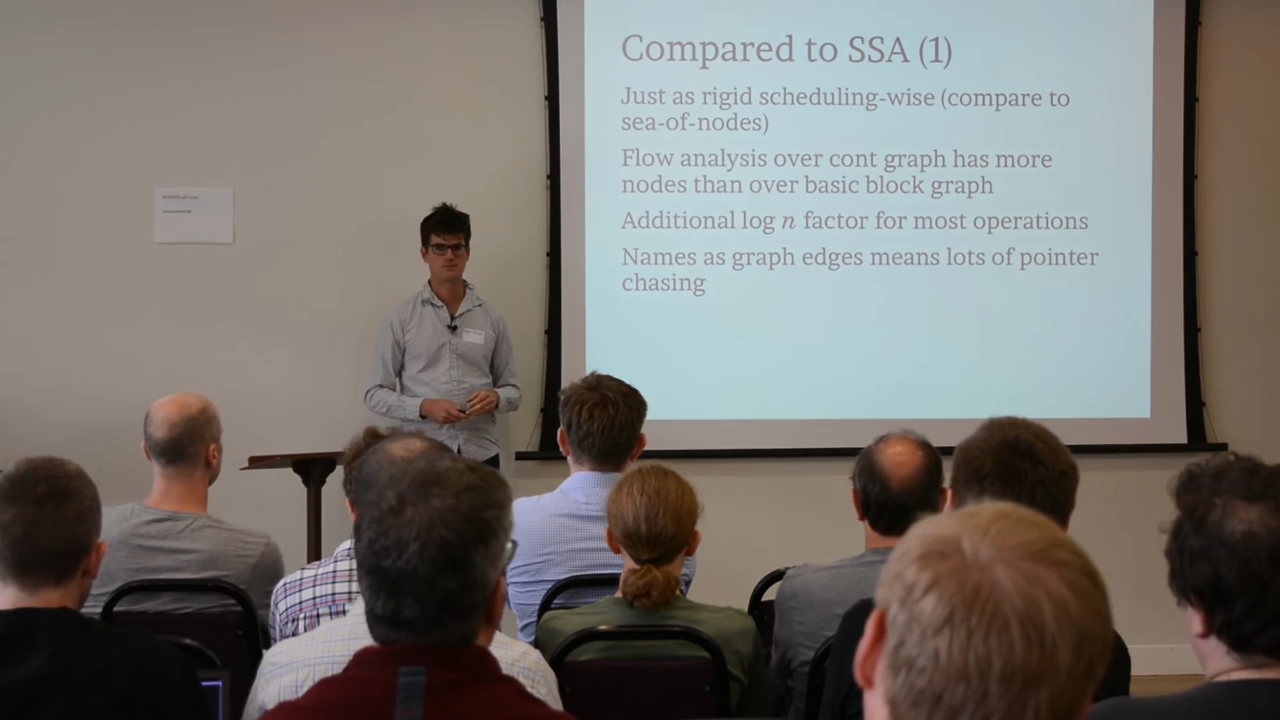 Compared to SSA (1)
Just as rigid scheduling-wise (compare to
sea-of-nodes)
Flow analysis over cont graph has more
nodes than over basic block graph
Additional log n factor for most operations
Names as graph edges means lots of pointer
chasing